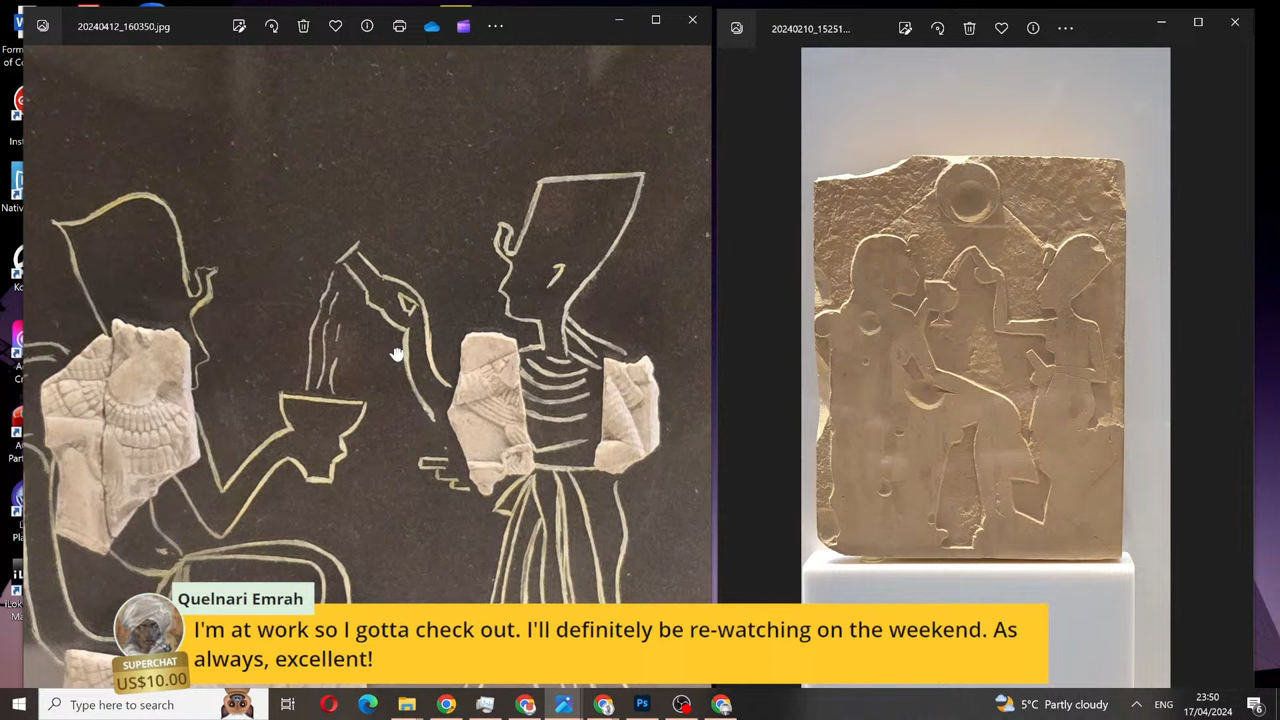 20240412_160350.jpg
20240210_15251...
Quelnari Emrah
I'm at work so I gotta check out. I'll definitely be re-watching on the weekend. As
always, excellent!
SUPERCHAT
US$10.00
Type here to search
5°C Partly cloudy
ENG
23:50
17/04/2024
6